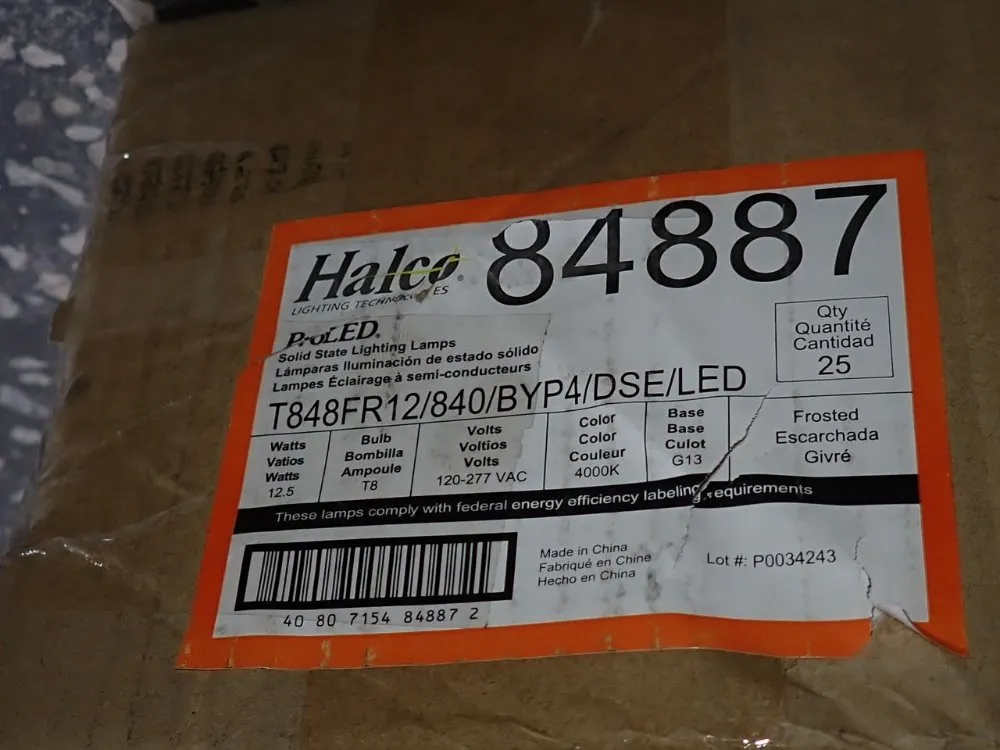 Halco
84887
LIGHTING TECHNOLOGIES
ProLED.
Solid State Lighting Lamps
Lámparas Iluminación de estado sólido
Lampes Éclairage à semi-conducteurs
Qty
Quantité
Cantidad
25
T848FR12/840/BYP4/DSE/LED
Watts
Vatios
Watts
12.5
Bulb
Bombilla
Ampoule
T8
Volts
Voltios
Volts
120-277 VAC
Color
Color
Couleur
4000K
Base
Base
Culot
G13
Frosted
Escarchada
Givré
These lamps comply with federal energy efficiency labeling requirements
Made in China
Fabriqué en Chine
Hecho en China
Lot #: P0034243
40 80 7154 84887 2